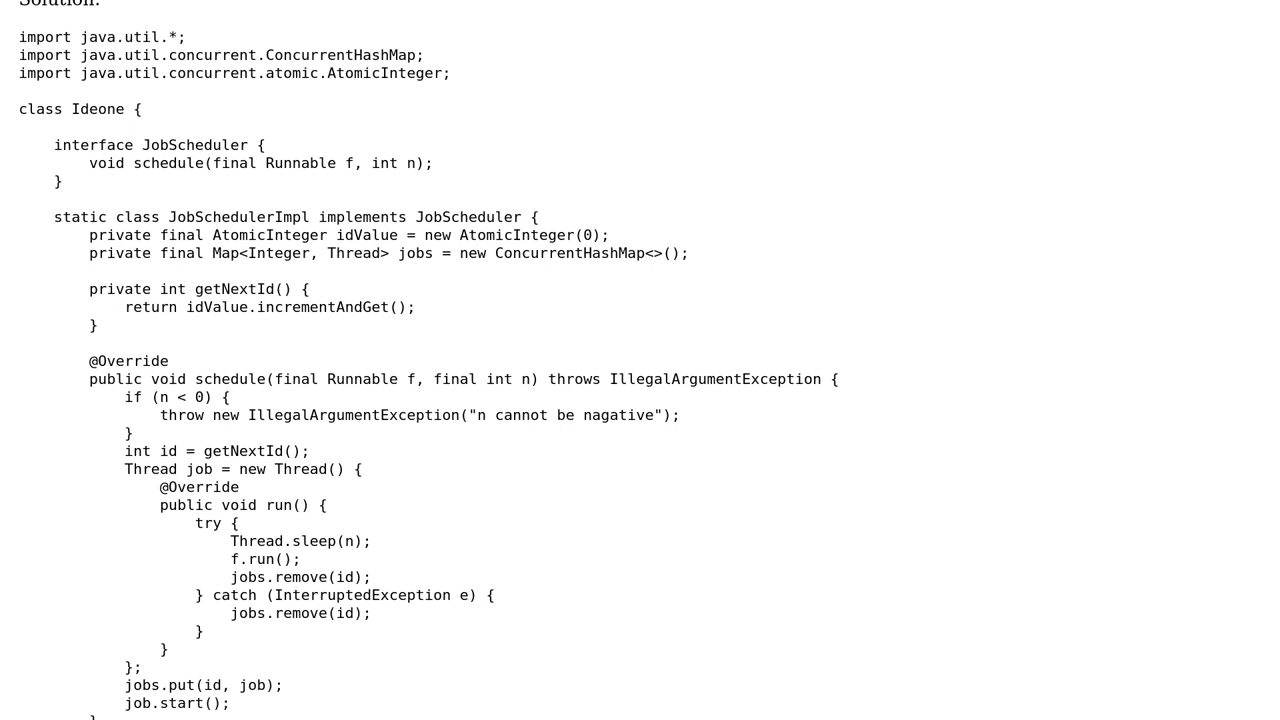 Solution:
import java.util.*;
import java.util.concurrent.ConcurrentHashMap;
import java.util.concurrent.atomic.AtomicInteger;
class Ideone {
interface JobScheduler {
void schedule(final Runnable f, int n);
}
static class JobSchedulerImpl implements JobScheduler {
private final AtomicInteger idValue = new AtomicInteger(0);
private final Map<Integer, Thread> jobs = new ConcurrentHashMap<>();
private int getNextId() {
return idValue.incrementAndGet();
}
@Override
public void schedule(final Runnable f, final int n) throws IllegalArgumentException {
if (n < 0) {
throw new IllegalArgumentException("n cannot be nagative");
}
int id = getNextId();
Thread job = new Thread() {
@Override
public void run() {
try {
Thread.sleep(n);
f.run();
jobs.remove(id);
} catch (InterruptedException e) {
jobs.remove(id);
}
}
};
jobs.put(id, job);
job.start();
}